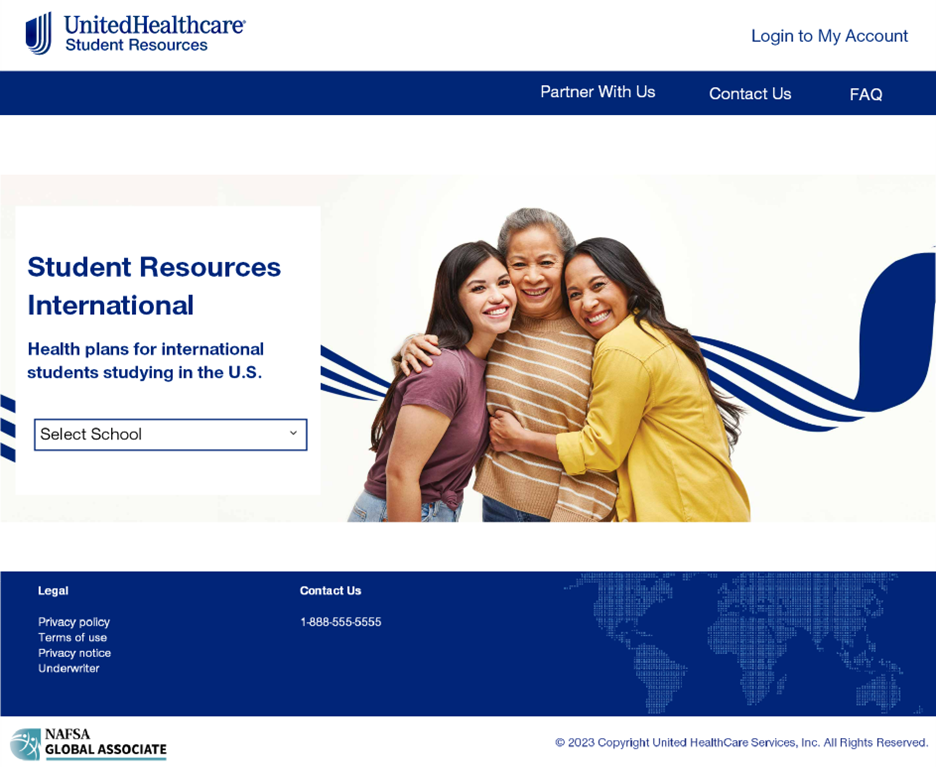 UnitedHealthcare®
Student Resources
Login to My Account
Partner With Us
Contact Us
FAQ
Student Resources
International
Health plans for international
students studying in the U.S.
Select School
Legal
Privacy policy
Terms of use
Privacy notice
Underwriter
Contact Us
1-888-555-5555
NAFSA
GLOBAL ASSOCIATE
© 2023 Copyright United HealthCare Services, Inc. All Rights Reserved.